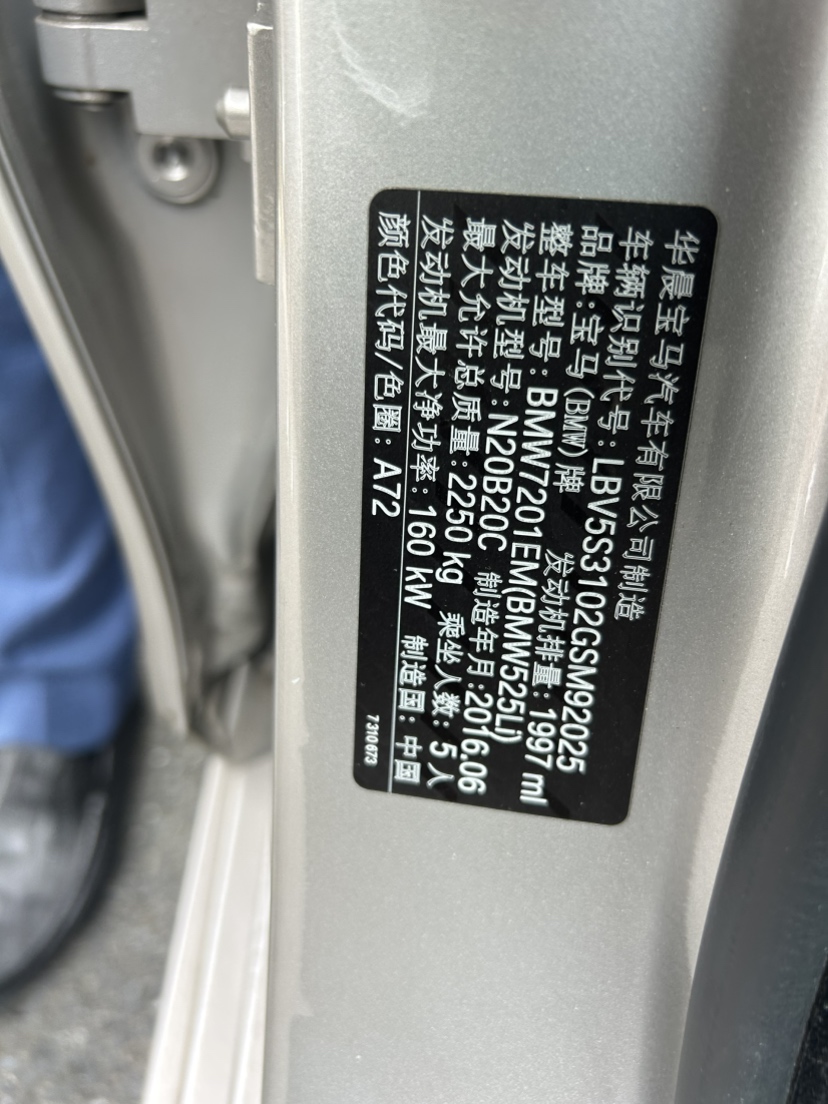 华晨宝马汽车有限公司制造
车辆识别代号: LBV5S3102GSM92025
品牌: 宝马(BMW)牌 发动机排量: 1997 ml
整车型号: BMW7201EM(BMW525Li)
发动机型号: N20B20C 制造年月: 2016.06
最大允许总质量: 2250 kg 乘坐人数: 5人
发动机最大净功率: 160 kW 制造国: 中国
颜色代码/色圈: A72
7 310 673